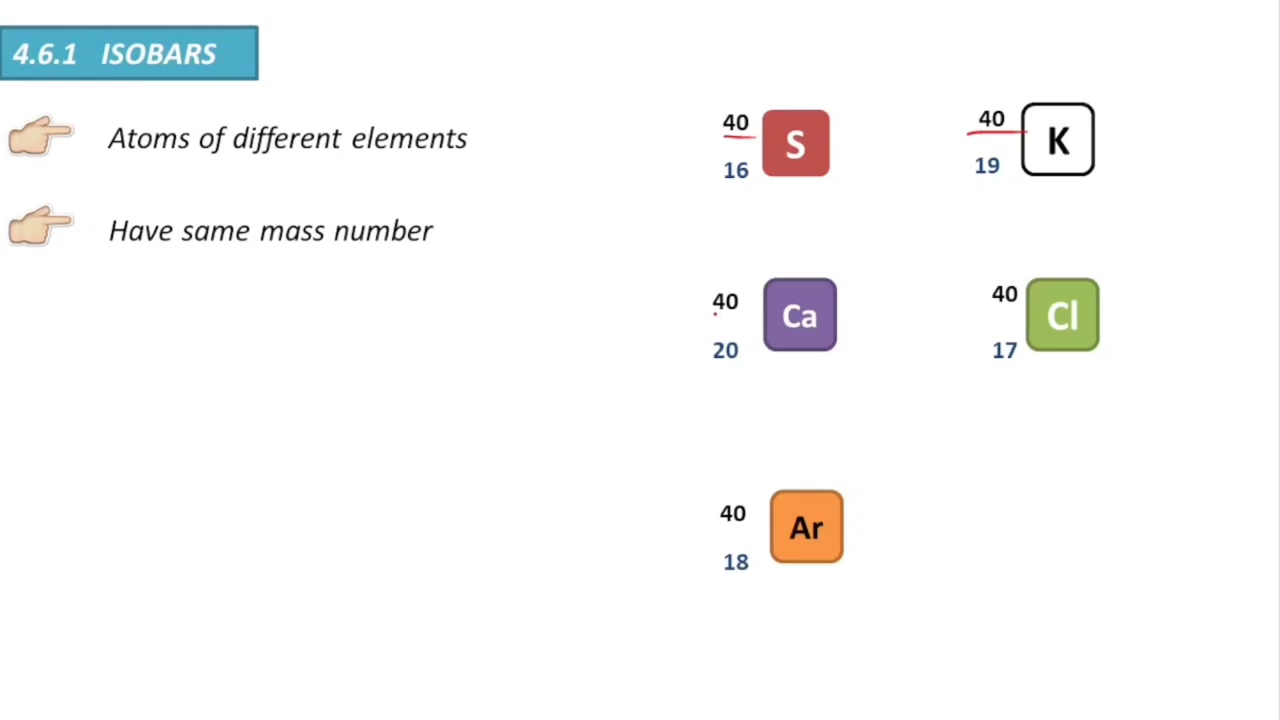 4.6.1 ISOBARS
Atoms of different elements
Have same mass number
40
16
S
40
19
K
40
20
Ca
40
17
Cl
40
18
Ar